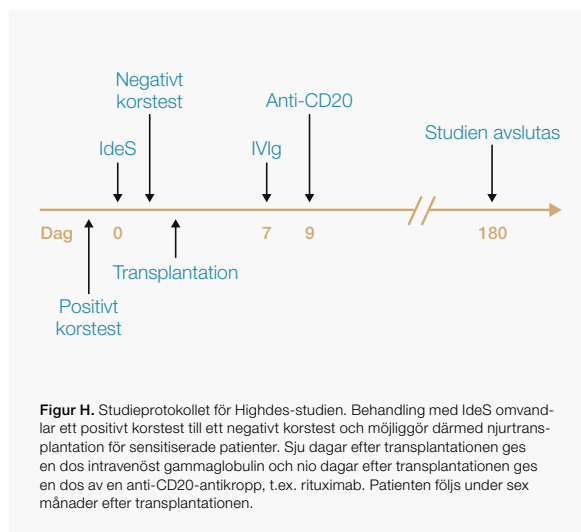 Negativt
korstest
Anti-CD20
IdeS
IVIg
Studien avslutas
Dag 0 7 9 180
Transplantation
Positivt
korstest
Figur H. Studieprotokollet för Highdes-studien. Behandling med IdeS omvand-
lar ett positivt korstest till ett negativt korstest och möjliggör därmed njurtrans-
plantation för sensitiserade patienter. Sju dagar efter transplantationen ges
en dos intravenöst gammaglobulin och nio dagar efter transplantationen ges
en dos av en anti-CD20-antikropp, t.ex. rituximab. Patienten följs under sex
månader efter transplantationen.